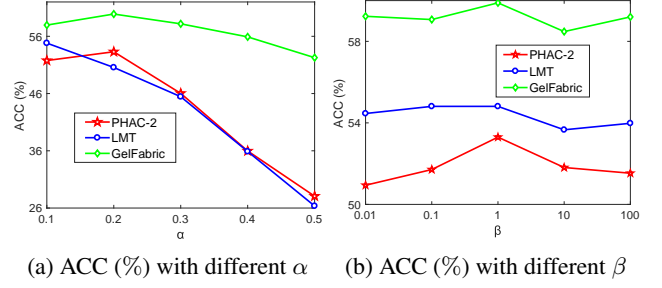 56
46
36
26
ACC (%)
PHAC-2
LMT
GelFabric
0.1 0.2 0.3 0.4 0.5
α
58
54
50
ACC (%)
PHAC-2
LMT
GelFabric
0.01 0.1 1 10 100
β
(a) ACC (%) with different α
(b) ACC (%) with different β